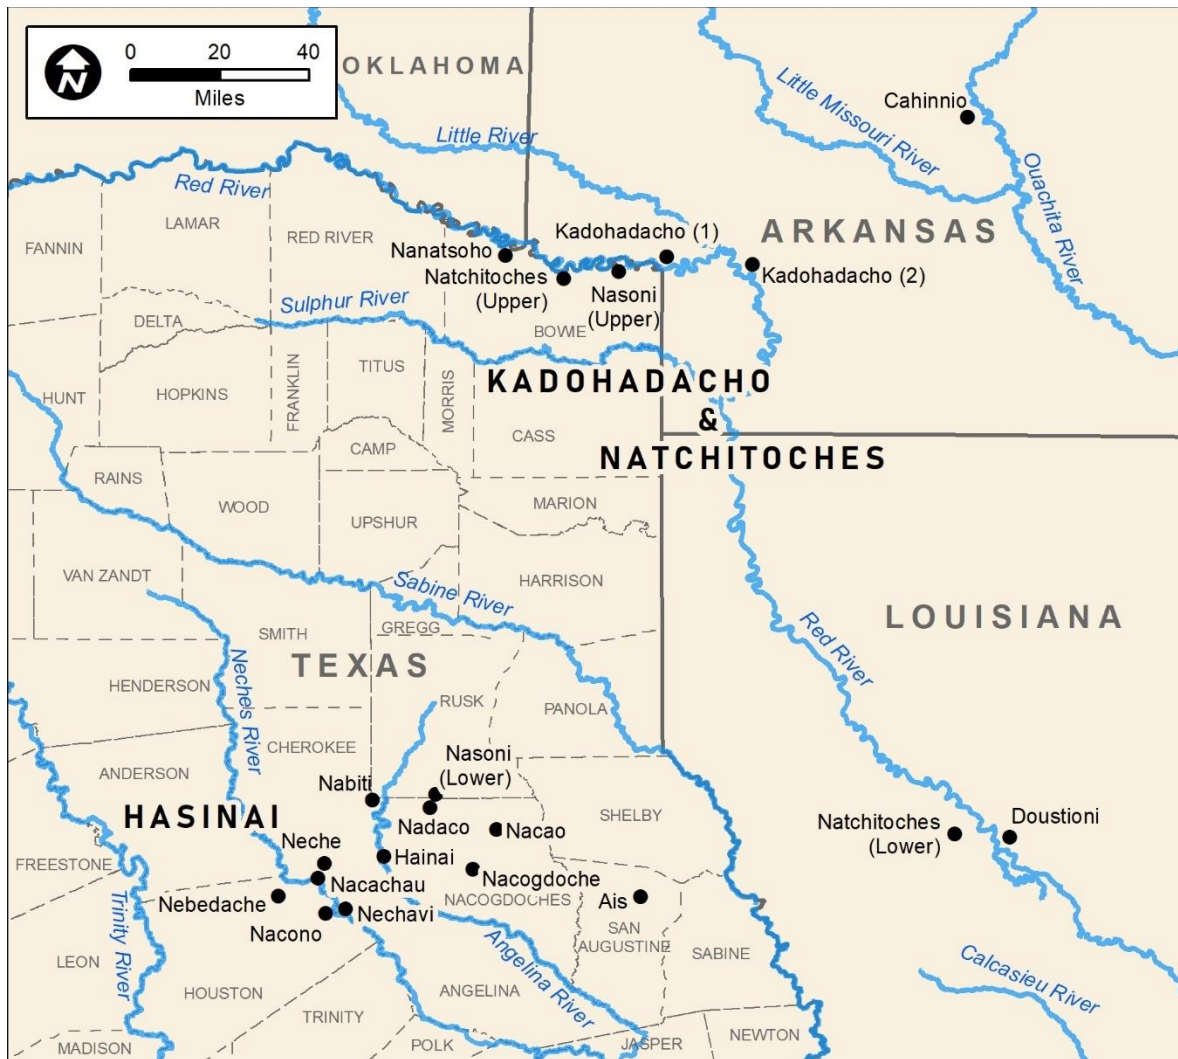 N
0 20 40
Miles
OKLAHOMA
Little River
Little Missouri River
Cahinnio
Ouachita River
Red River
LAMAR
FANNIN
RED RIVER
ARKANSAS
Nanatsoho
Kadohadacho (1)
Natchitoches
(Upper)
Nasoni
(Upper)
Kadohadacho (2)
Sulphur River
DELTA
BOWIE
HUNT
HOPKINS
FRANKLIN
TITUS
MORRIS
CASS
KADOHADACHO
&
NATCHITOCHES
CAMP
RAINS
WOOD
UPSHUR
MARION
VAN ZANDT
HARRISON
Sabine River
GREGG
SMITH
TEXAS
LOUISIANA
Red River
Neches River
HENDERSON
RUSK
PANOLA
CHEROKEE
ANDERSON
Nabiti
Nasoni
(Lower)
HASINAI
Nadaco
Nacao
SHELBY
Natchitoches
(Lower)
Doustioni
Neche
Hainai
FREESTONE
Nacachau
Nacogdoche
NACOGDOCHES
Nebedache
Nechavi
Nacono
Ais
SAN
AUGUSTINE
SABINE
Trinity River
LEON
HOUSTON
ANGELINA
Angelina River
Calcasieu River
TRINITY
MADISON
POLK
JASPER
NEWTON